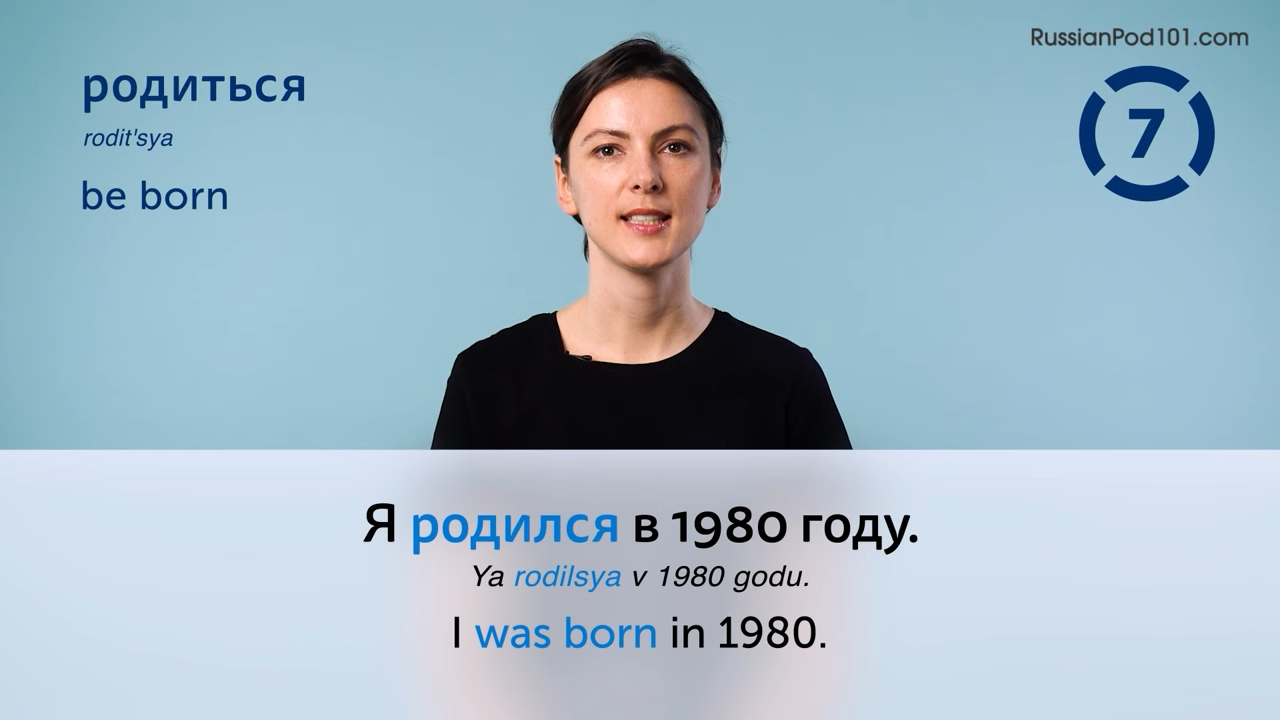 RussianPod101.com
родиться
rodit'sya
be born
7
Я родился в 1980 году.
Ya rodilsya v 1980 godu.
I was born in 1980.